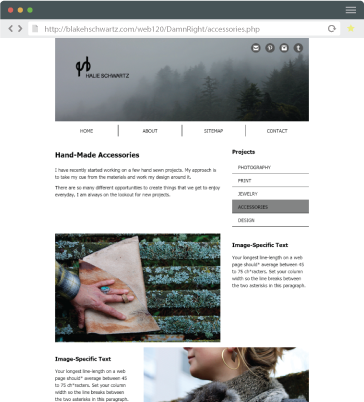 http://blakehschwartz.com/web120/DamnRight/accessories.php
HALIE SCHWARTZ
HOME
ABOUT
SITEMAP
CONTACT
Hand-Made Accessories
I have recently started working on a few hand sewn projects. My approach is
to take my cue from the materials and work my design around it.
There are so many different opportunities to create things that we get to enjoy
everyday, I am always on the lookout for new projects.
Projects
PHOTOGRAPHY
PRINT
JEWELRY
ACCESSORIES
DESIGN
Image-Specific Text
Your longest line-length on a web
page should* average between 45
to 75 ch*racters. Set your column
width so the line breaks between
the two asterisks in this paragraph.
Image-Specific Text
Your longest line-length on a web
page should* average between 45
to 75 ch*racters. Set your column
width so the line breaks between
the two asterisks in this paragraph.